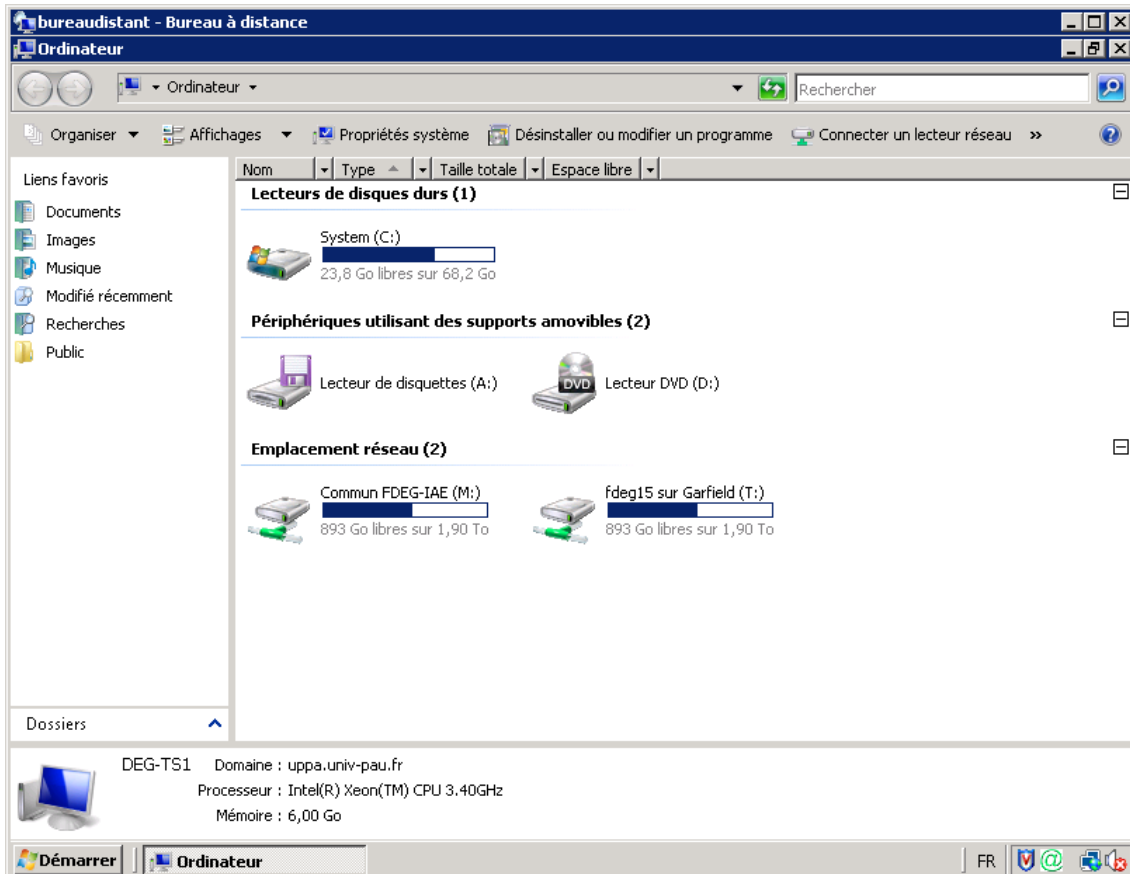 bureaudistant - Bureau à distance
Ordinateur
Ordinateur
Rechercher
Organiser Affichages Propriétés système Désinstaller ou modifier un programme Connecter un lecteur réseau »
Liens favoris
Documents
Images
Musique
Modifié récemment
Recherches
Public
Dossiers
Nom Type Taille totale Espace libre
Lecteurs de disques durs (1)
System (C:)
23,8 Go libres sur 68,2 Go
Périphériques utilisant des supports amovibles (2)
Lecteur de disquettes (A:)
DVD
Lecteur DVD (D:)
Emplacement réseau (2)
Commun FDEG-IAE (M:)
893 Go libres sur 1,90 To
fdeg15 sur Garfield (T:)
893 Go libres sur 1,90 To
DEG-TS1 Domaine : uppa.univ-pau.fr
Processeur : Intel(R) Xeon(TM) CPU 3.40GHz
Mémoire : 6,00 Go
Démarrer Ordinateur FR